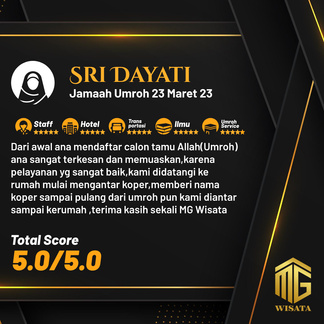 SRI DAYATI
Jamaah Umroh 23 Maret 23
Staff
Hotel
Trans portasi
Ilmu
Umroh Service
Dari awal ana mendaftar calon tamu Allah(Umroh)
ana sangat terkesan dan memuaskan,karena
pelayanan yg sangat baik,kami didatangi ke
rumah mulai mengantar koper,memberi nama
koper sampai pulang dari umroh pun kami diantar
sampai kerumah ,terima kasih sekali MG Wisata
Total Score
5.0/5.0
MG
WISATA